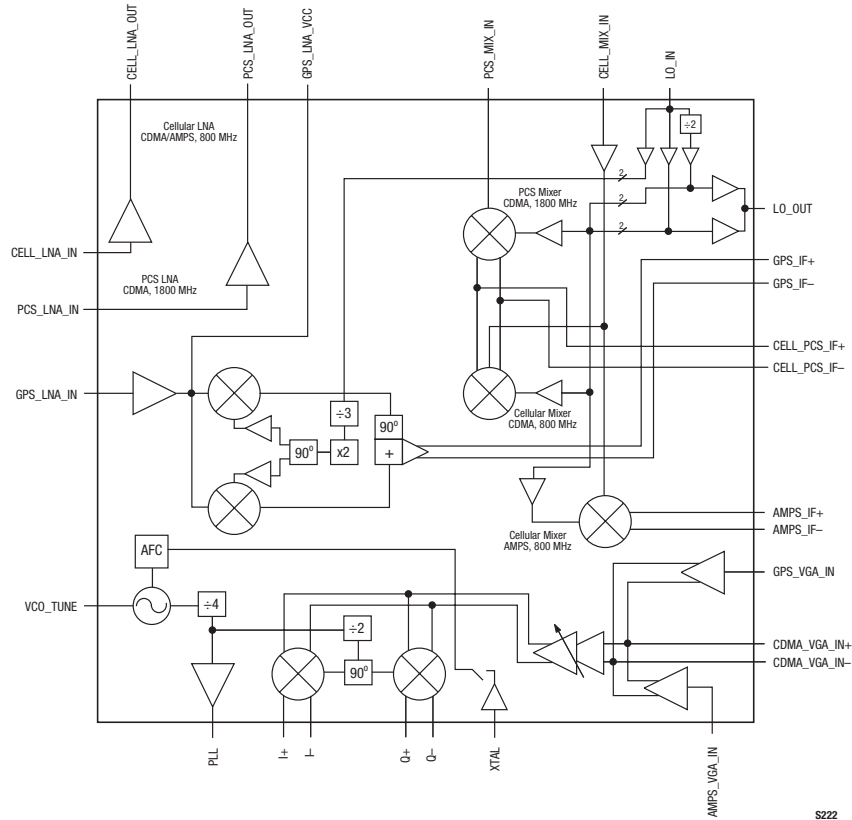 CELL_LNA_OUT
PCS_LNA_OUT
GPS_LNA_VCC
PCS_MIX_IN
CELL_MIX_IN
LO_IN
Cellular LNA
CDMA/AMPS, 800 MHz
÷2
2
PCS Mixer
CDMA, 1800 MHz
2
2
LO_OUT
CELL_LNA_IN
PCS LNA
CDMA, 1800 MHz
GPS_IF+
GPS_IF–
PCS_LNA_IN
CELL_PCS_IF+
CELL_PCS_IF–
GPS_LNA_IN
÷3
90°
Cellular Mixer
CDMA, 800 MHz
90°
x2
+
AMPS_IF+
AMPS_IF–
Cellular Mixer
AMPS, 800 MHz
AFC
GPS_VGA_IN
VCO_TUNE
÷4
÷2
CDMA_VGA_IN+
CDMA_VGA_IN–
90°
PLL
I+
I–
Q+
Q–
XTAL
AMPS_VGA_IN
S222